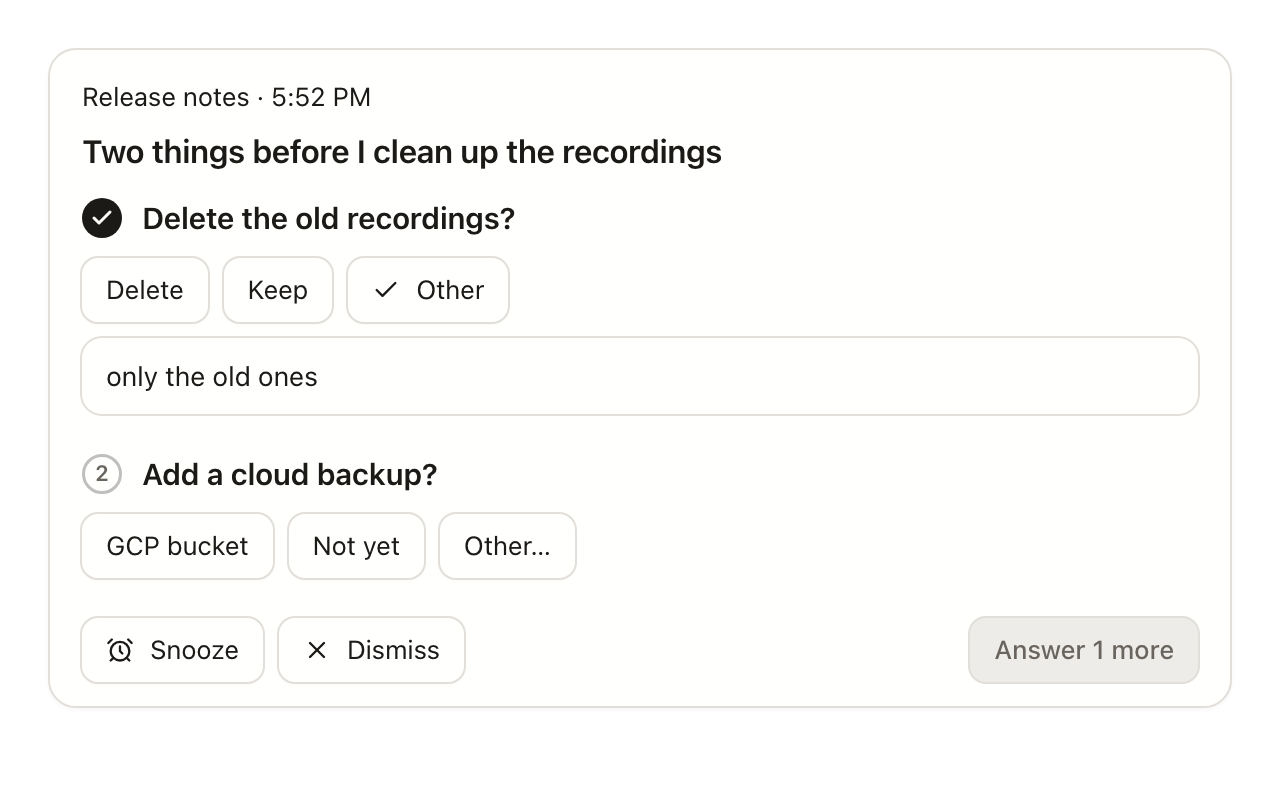 Release notes · 5:52 PM
Two things before I clean up the recordings
Delete the old recordings?
Delete Keep Other
only the old ones
2 Add a cloud backup?
GCP bucket Not yet Other...
Snooze Dismiss Answer 1 more